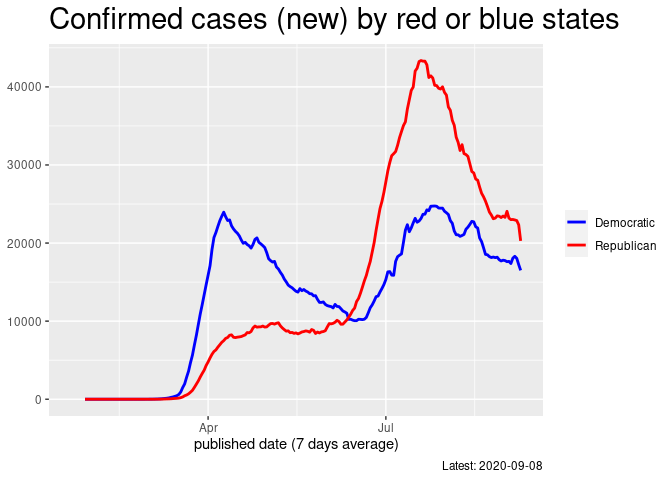 Confirmed cases (new) by red or blue states
40000
30000
20000
10000
0
Apr
Jul
published date (7 days average)
Democratic
Republican
Latest: 2020-09-08